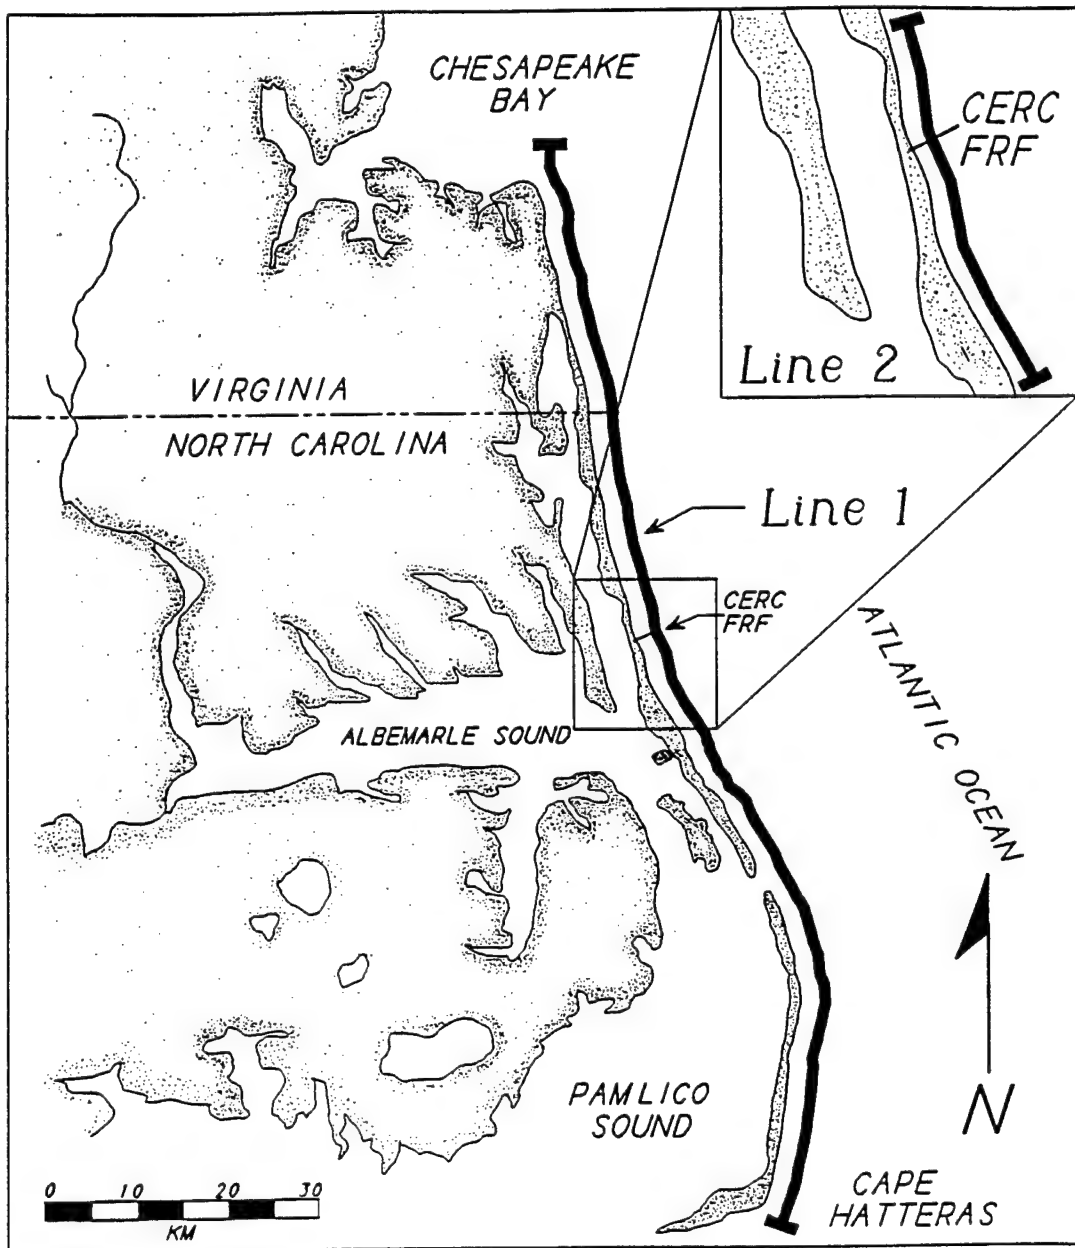 CHESAPEAKE
BAY
CERC
FRF
Line 2
VIRGINIA
NORTH CAROLINA
Line 1
CERC
FRF
ATLANTIC OCEAN
ALBEMARLE SOUND
PAMLICO
SOUND
N
0 10 20 30
KM
CAPE
HATTERAS